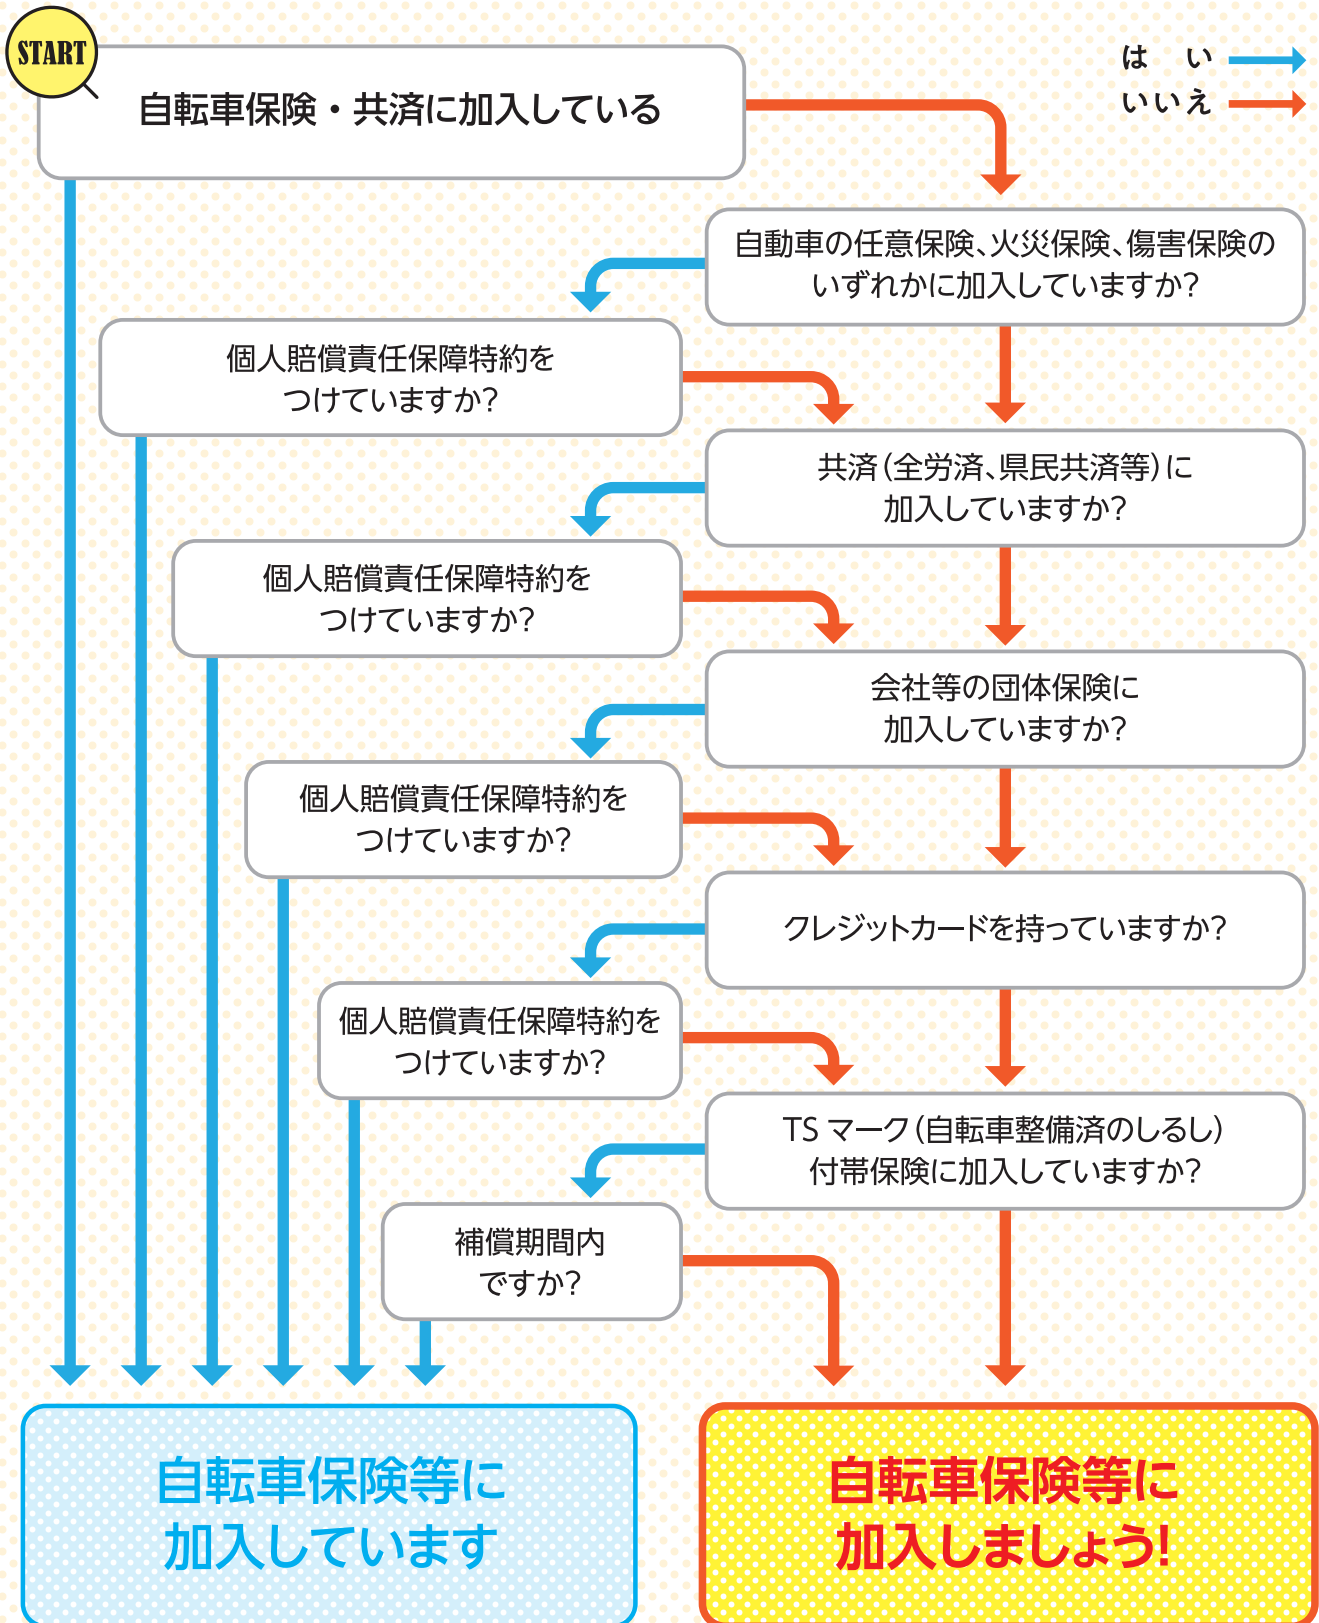 START
は い
いいえ
自転車保険・共済に加入している
自動車の任意保険、火災保険、傷害保険の
いずれかに加入していますか?
個人賠償責任保障特約を
つけていますか?
共済(全労済、県民共済等)に
加入していますか?
個人賠償責任保障特約を
つけていますか?
会社等の団体保険に
加入していますか?
個人賠償責任保障特約を
つけていますか?
クレジットカードを持っていますか?
個人賠償責任保障特約を
つけていますか?
TSマーク(自転車整備済のしるし)
付帯保険に加入していますか?
補償期間内
ですか?
自転車保険等に
加入しています
自転車保険等に
加入しましょう!